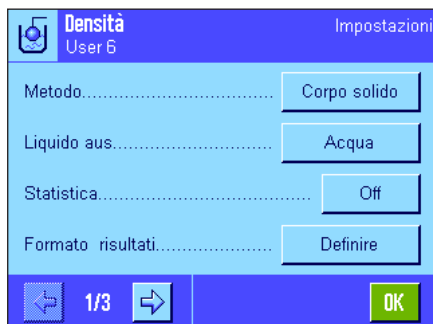 Densità
Impostazioni
User 6
Metodo................................ Corpo solido
Liquido aus........................... Acqua
Statistica.................................... Off
Formato risultati...................... Definire
1/3
OK